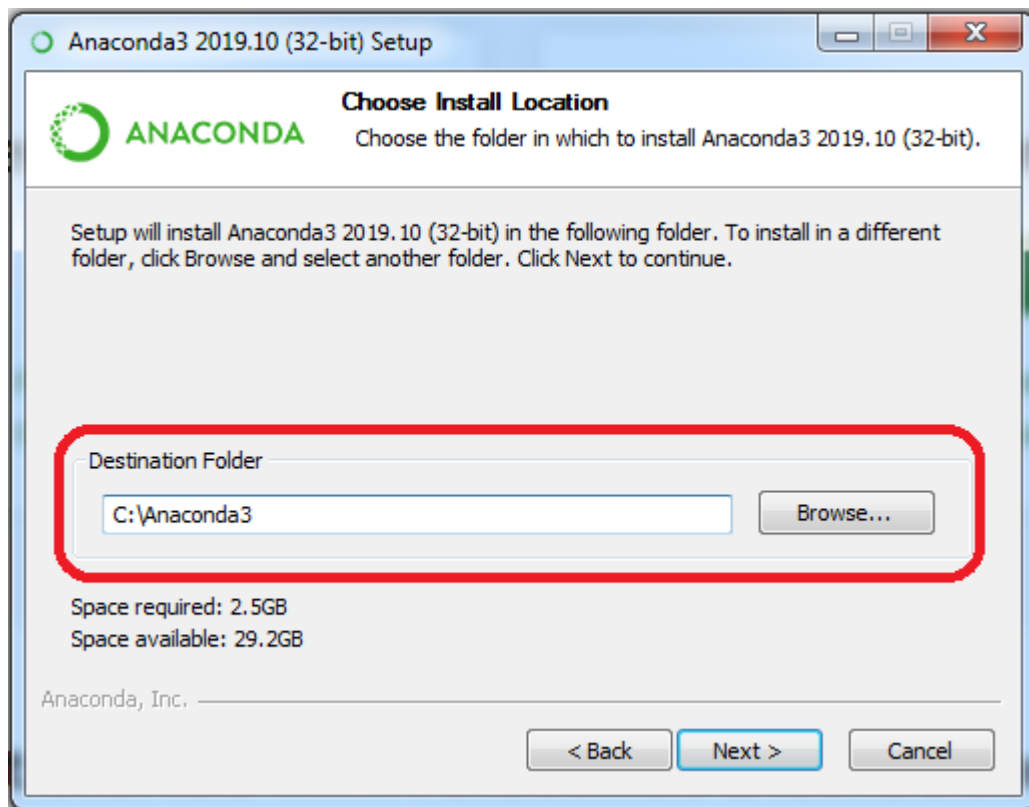 Anaconda3 2019.10 (32-bit) Setup
ANACONDA
Choose Install Location
Choose the folder in which to install Anaconda3 2019.10 (32-bit).
Setup will install Anaconda3 2019.10 (32-bit) in the following folder. To install in a different
folder, click Browse and select another folder. Click Next to continue.
Destination Folder
C:\Anaconda3
Browse...
Space required: 2.5GB
Space available: 29.2GB
Anaconda, Inc.
< Back
Next >
Cancel